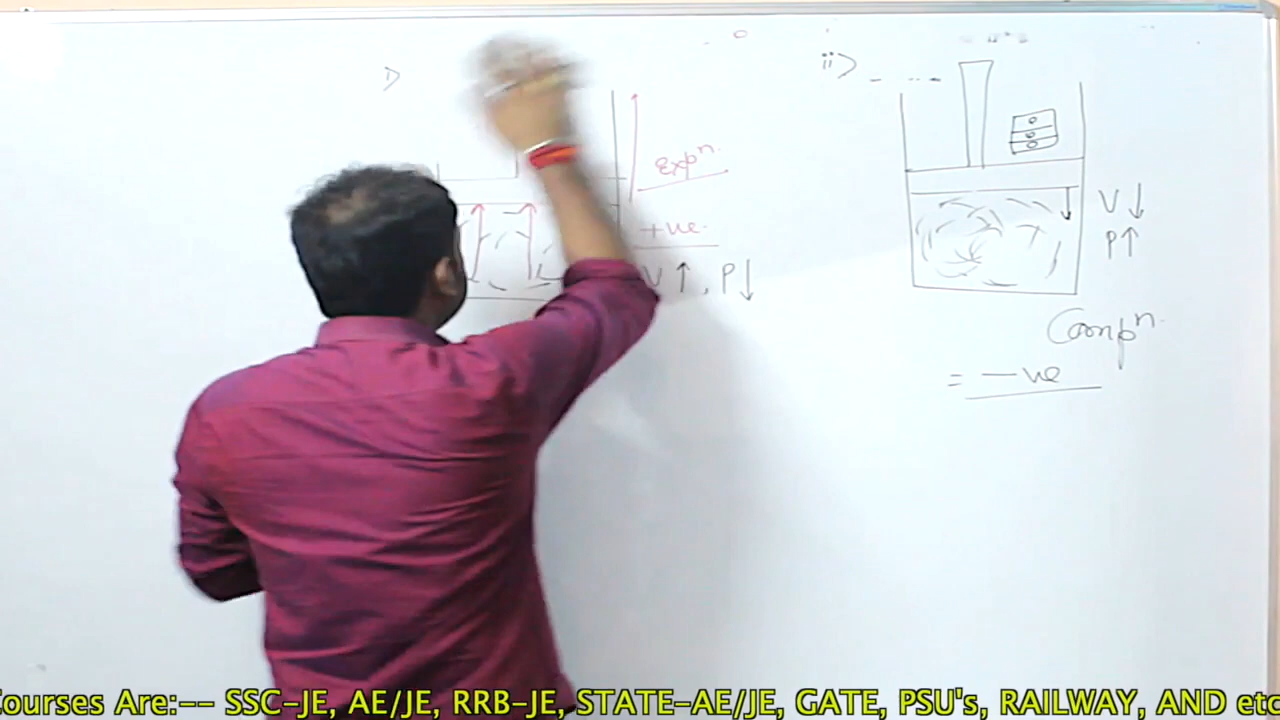 ii)
Expⁿ.
+ve.
V ↑ , P ↓
V ↓
P ↑
Compⁿ.
= -ve
Courses Are:-- SSC-JE, AE/JE, RRB-JE, STATE-AE/JE, GATE, PSU's, RAILWAY, AND etc